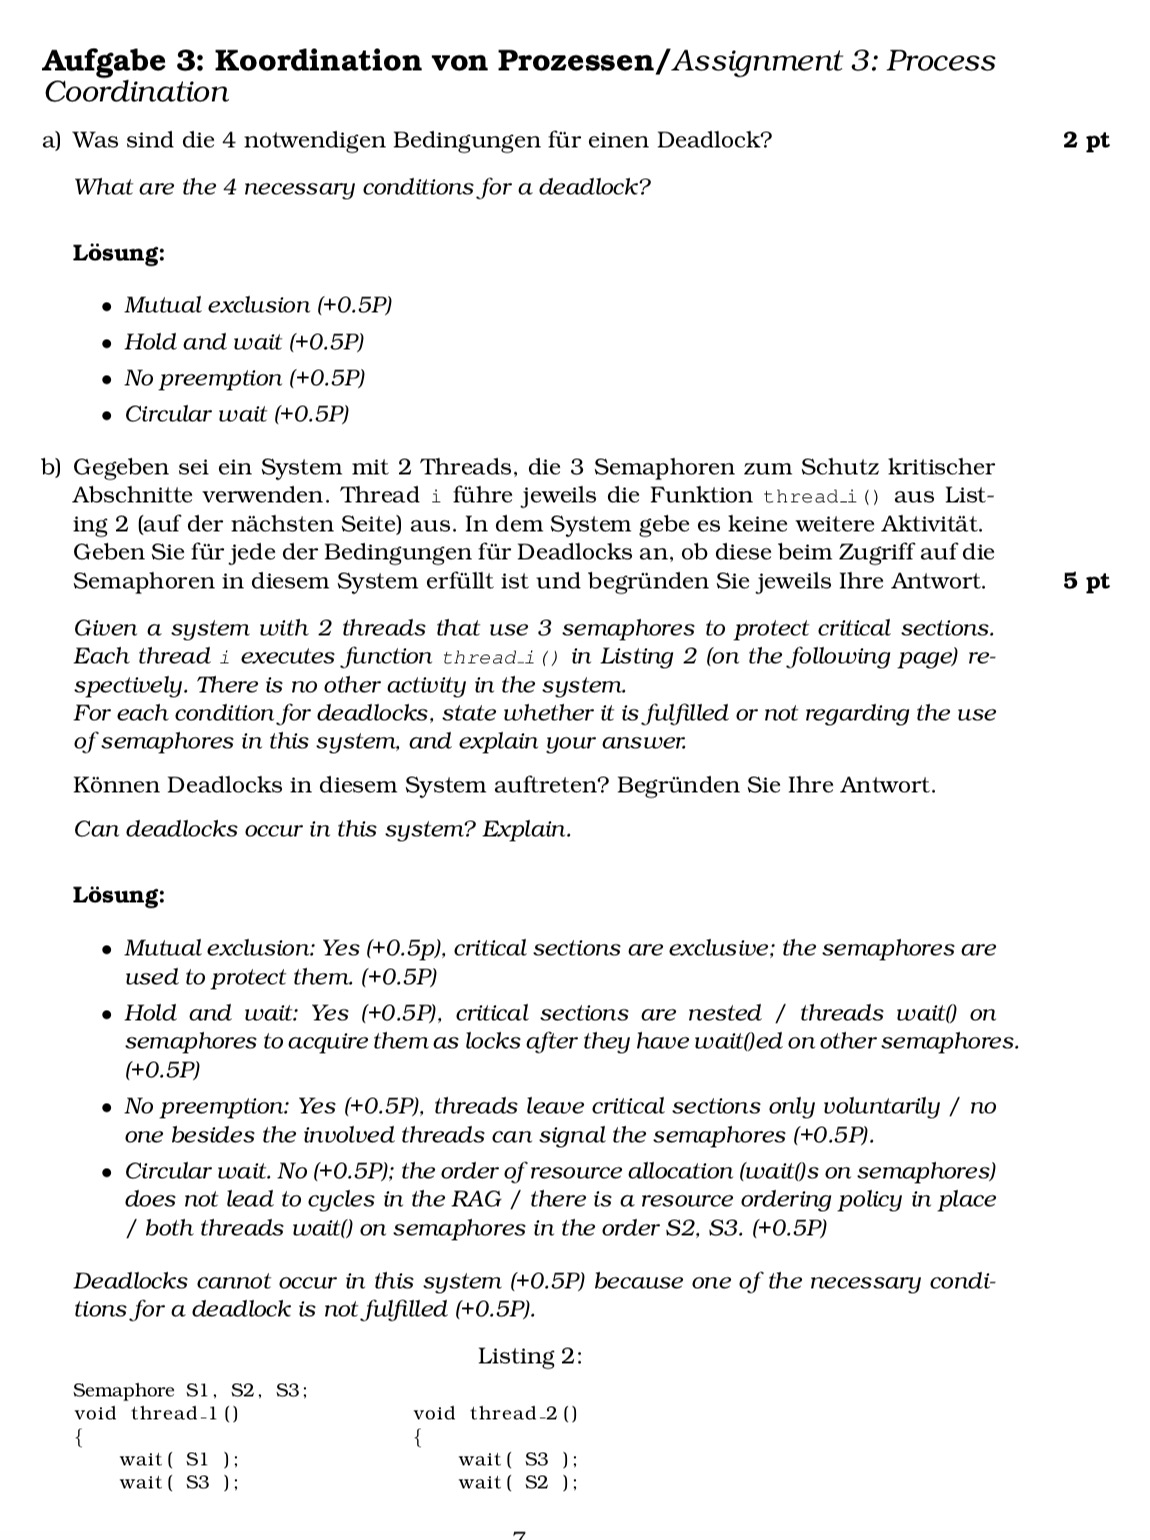 Aufgabe 3: Koordination von Prozessen/Assignment 3: Process
Coordination
a) Was sind die 4 notwendigen Bedingungen für einen Deadlock? 2 pt
What are the 4 necessary conditions for a deadlock?
Lösung:
• Mutual exclusion (+0.5P)
• Hold and wait (+0.5P)
• No preemption (+0.5P)
• Circular wait (+0.5P)
b) Gegeben sei ein System mit 2 Threads, die 3 Semaphoren zum Schutz kritischer
Abschnitte verwenden. Thread i führe jeweils die Funktion thread_i() aus List-
ing 2 (auf der nächsten Seite) aus. In dem System gebe es keine weitere Aktivität.
Geben Sie für jede der Bedingungen für Deadlocks an, ob diese beim Zugriff auf die
Semaphoren in diesem System erfüllt ist und begründen Sie jeweils Ihre Antwort. 5 pt
Given a system with 2 threads that use 3 semaphores to protect critical sections.
Each thread i executes function thread_i() in Listing 2 (on the following page) re-
spectively. There is no other activity in the system.
For each condition for deadlocks, state whether it is fulfilled or not regarding the use
of semaphores in this system, and explain your answer.
Können Deadlocks in diesem System auftreten? Begründen Sie Ihre Antwort.
Can deadlocks occur in this system? Explain.
Lösung:
• Mutual exclusion: Yes (+0.5p), critical sections are exclusive; the semaphores are
used to protect them. (+0.5P)
• Hold and wait: Yes (+0.5P), critical sections are nested / threads wait() on
semaphores to acquire them as locks after they have wait()ed on other semaphores.
(+0.5P)
• No preemption: Yes (+0.5P), threads leave critical sections only voluntarily / no
one besides the involved threads can signal the semaphores (+0.5P).
• Circular wait. No (+0.5P); the order of resource allocation (wait()s on semaphores)
does not lead to cycles in the RAG / there is a resource ordering policy in place
/ both threads wait() on semaphores in the order S2, S3. (+0.5P)
Deadlocks cannot occur in this system (+0.5P) because one of the necessary condi-
tions for a deadlock is not fulfilled (+0.5P).
Listing 2:
Semaphore S1, S2, S3;
void thread_1() void thread_2()
{ {
wait( S1 ); wait( S3 );
wait( S3 ); wait( S2 );
7